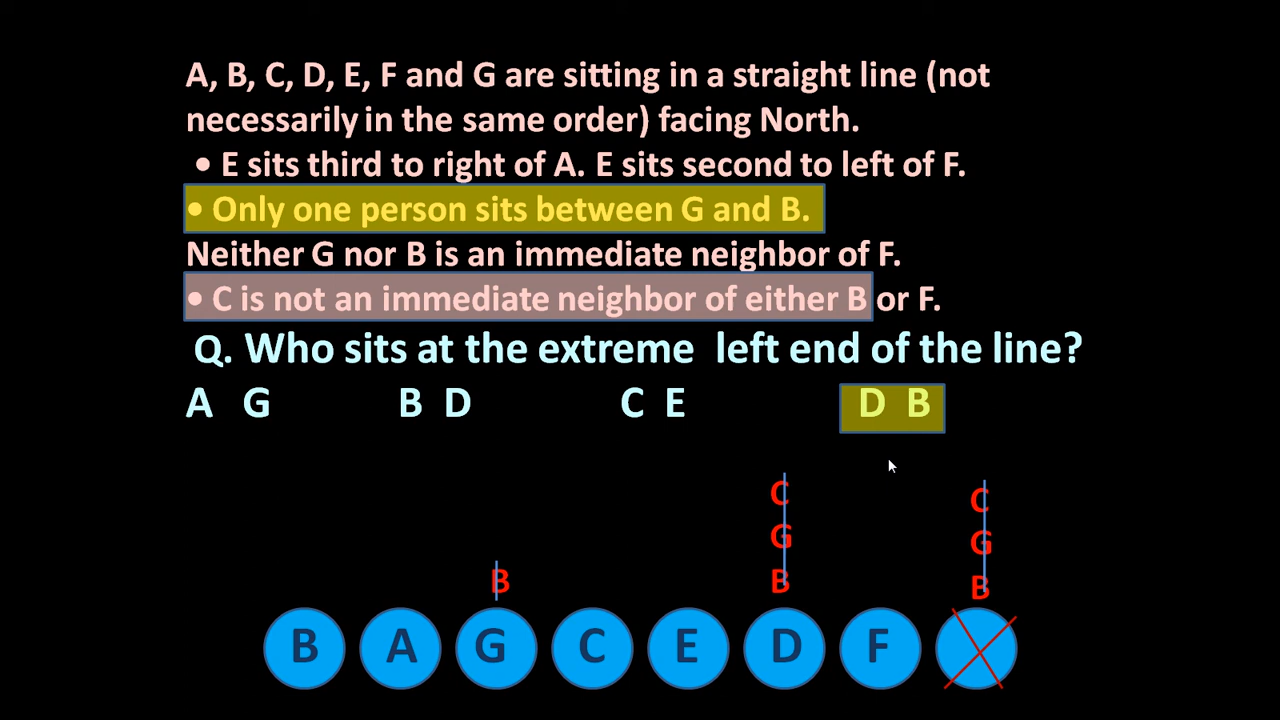 A, B, C, D, E, F and G are sitting in a straight line (not
necessarily in the same order) facing North.
• E sits third to right of A. E sits second to left of F.
• Only one person sits between G and B.
Neither G nor B is an immediate neighbor of F.
• C is not an immediate neighbor of either B or F.
Q. Who sits at the extreme left end of the line?
A G B D C E D B
C C
G G
B B B
B A G C E D F